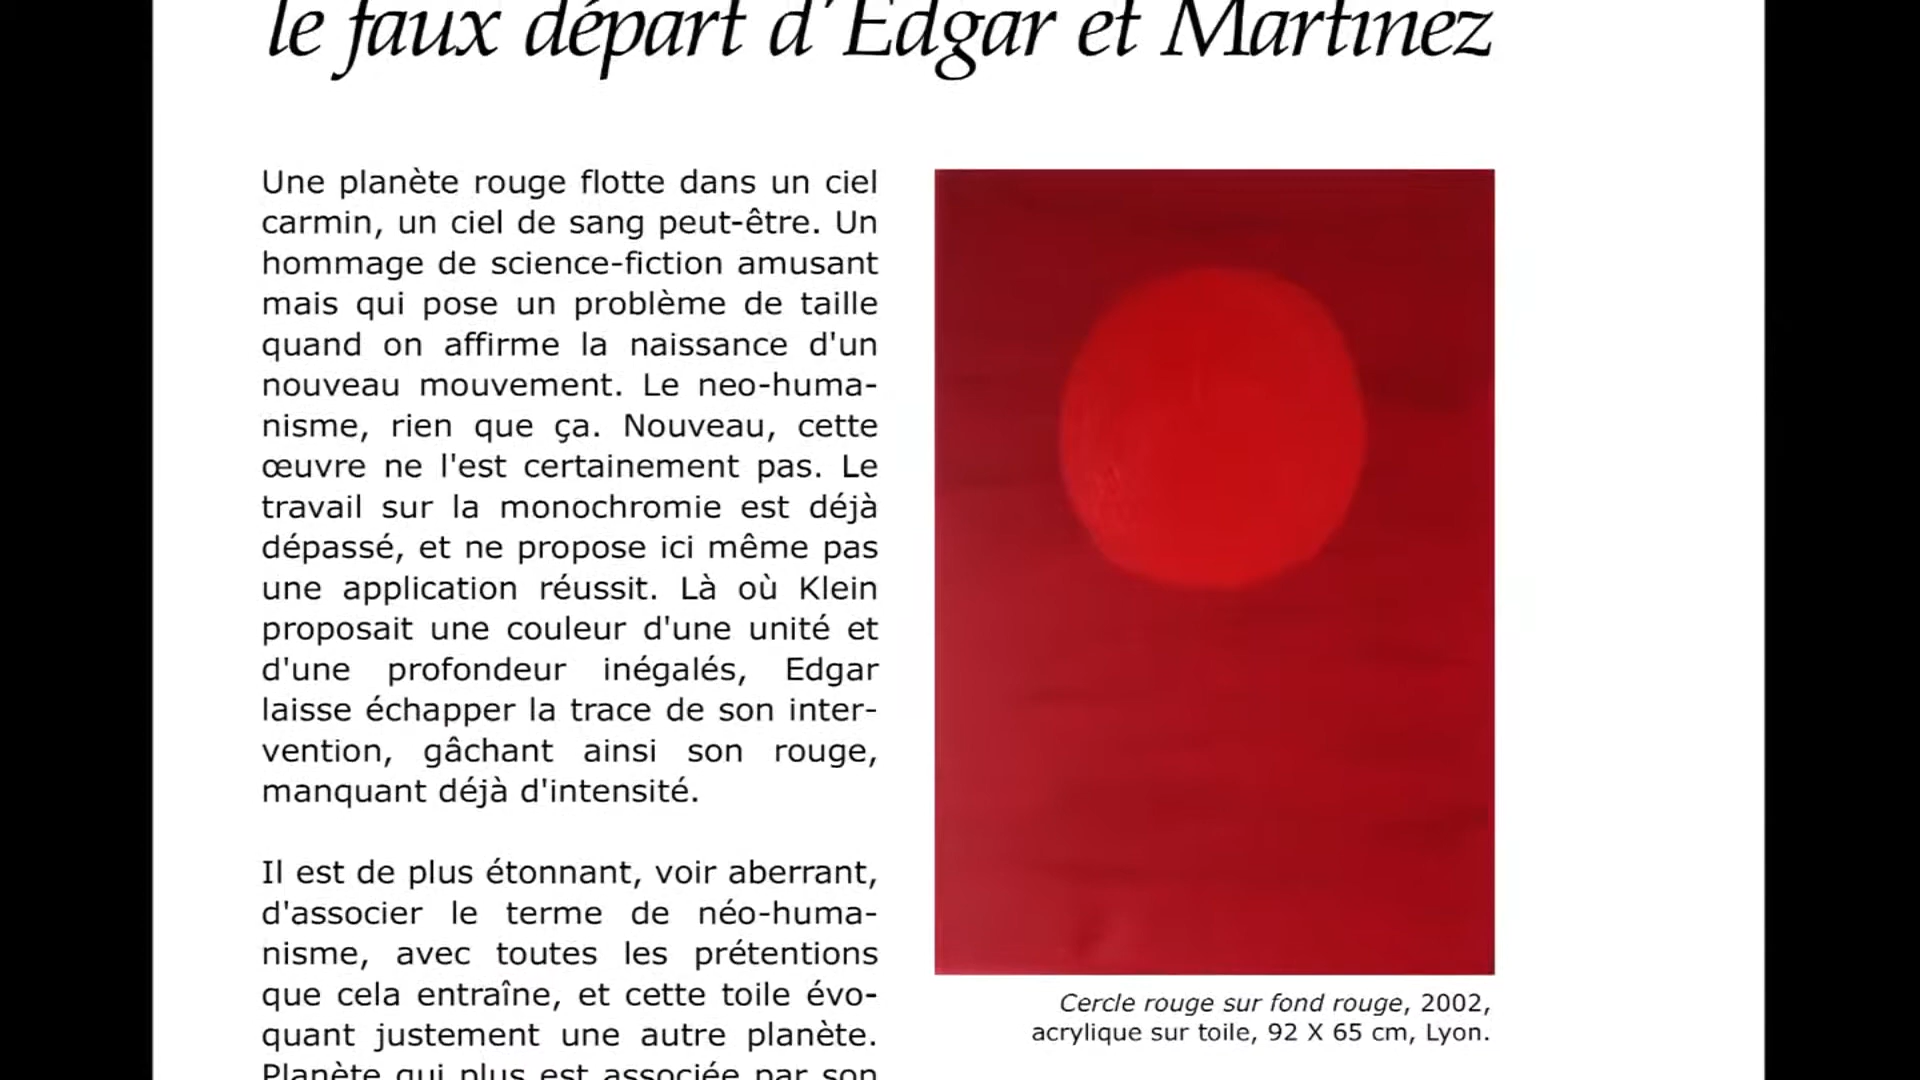 le faux départ d'Edgar et Martinez
Une planète rouge flotte dans un ciel
carmin, un ciel de sang peut-être. Un
hommage de science-fiction amusant
mais qui pose un problème de taille
quand on affirme la naissance d'un
nouveau mouvement. Le neo-huma-
nisme, rien que ça. Nouveau, cette
œuvre ne l'est certainement pas. Le
travail sur la monochromie est déjà
dépassé, et ne propose ici même pas
une application réussit. Là où Klein
proposait une couleur d'une unité et
d'une profondeur inégalés, Edgar
laisse échapper la trace de son inter-
vention, gâchant ainsi son rouge,
manquant déjà d'intensité.
Il est de plus étonnant, voir aberrant,
d'associer le terme de néo-huma-
nisme, avec toutes les prétentions
que cela entraîne, et cette toile évo-
quant justement une autre planète.
Planète qui plus est associée par son
Cercle rouge sur fond rouge, 2002,
acrylique sur toile, 92 X 65 cm, Lyon.